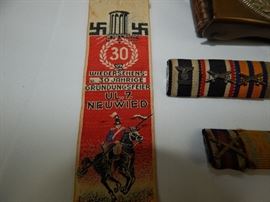 30
WIEDERSEHENS-
u. 30 JÄHRIGE
GRÜNDUNGSFEIER
UL. 7.
NEUWIED